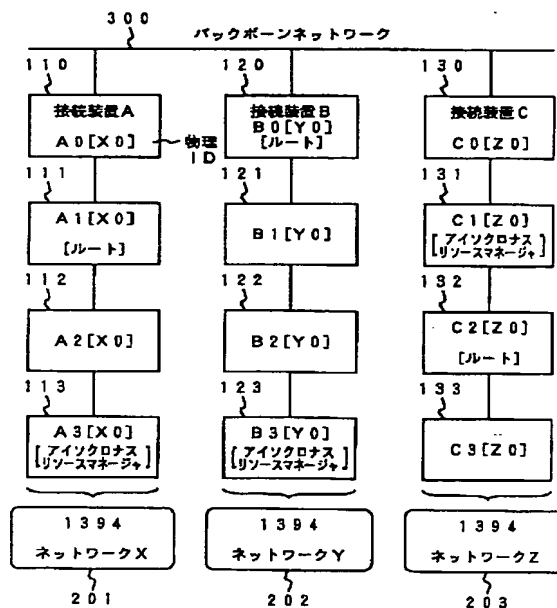 300
バックボーンネットワーク
110
接続装置A
A0[X0]
物理
ID
111
A1[X0]
[ルート]
112
A2[X0]
113
A3[X0]
[アイソクロナス
リソースマネージャ]
1394
ネットワークX
201
120
接続装置B
B0[Y0]
[ルート]
121
B1[Y0]
122
B2[Y0]
123
B3[Y0]
[アイソクロナス
リソースマネージャ]
1394
ネットワークY
202
130
接続装置C
C0[Z0]
131
C1[Z0]
[アイソクロナス
リソースマネージャ]
132
C2[Z0]
[ルート]
133
C3[Z0]
1394
ネットワークZ
203